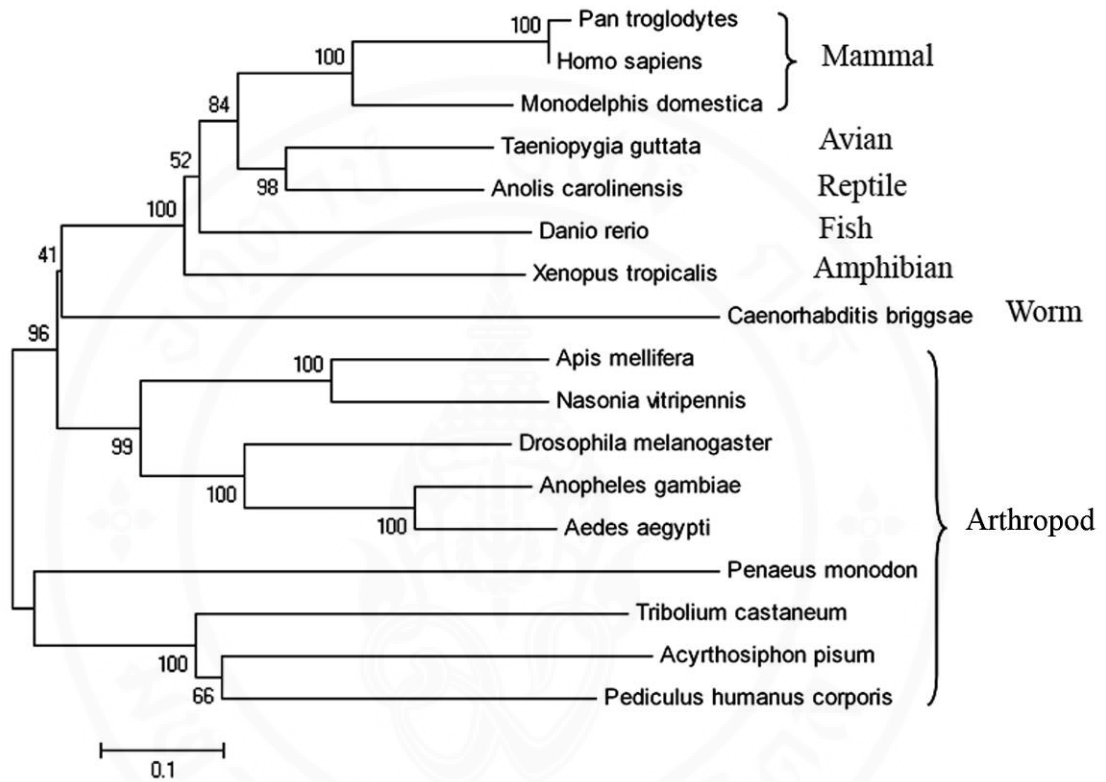 Pan troglodytes
100
Homo sapiens
Mammal
100
Monodelphis domestica
84
Taeniopygia guttata
Avian
52
98
Anolis carolinensis
Reptile
100
Danio rerio
Fish
41
Xenopus tropicalis
Amphibian
Caenorhabditis briggsae
Worm
96
100
Apis mellifera
Nasonia vitripennis
99
Drosophila melanogaster
100
Anopheles gambiae
100
Aedes aegypti
Arthropod
Penaeus monodon
Tribolium castaneum
100
Acyrthosiphon pisum
66
Pediculus humanus corporis
0.1